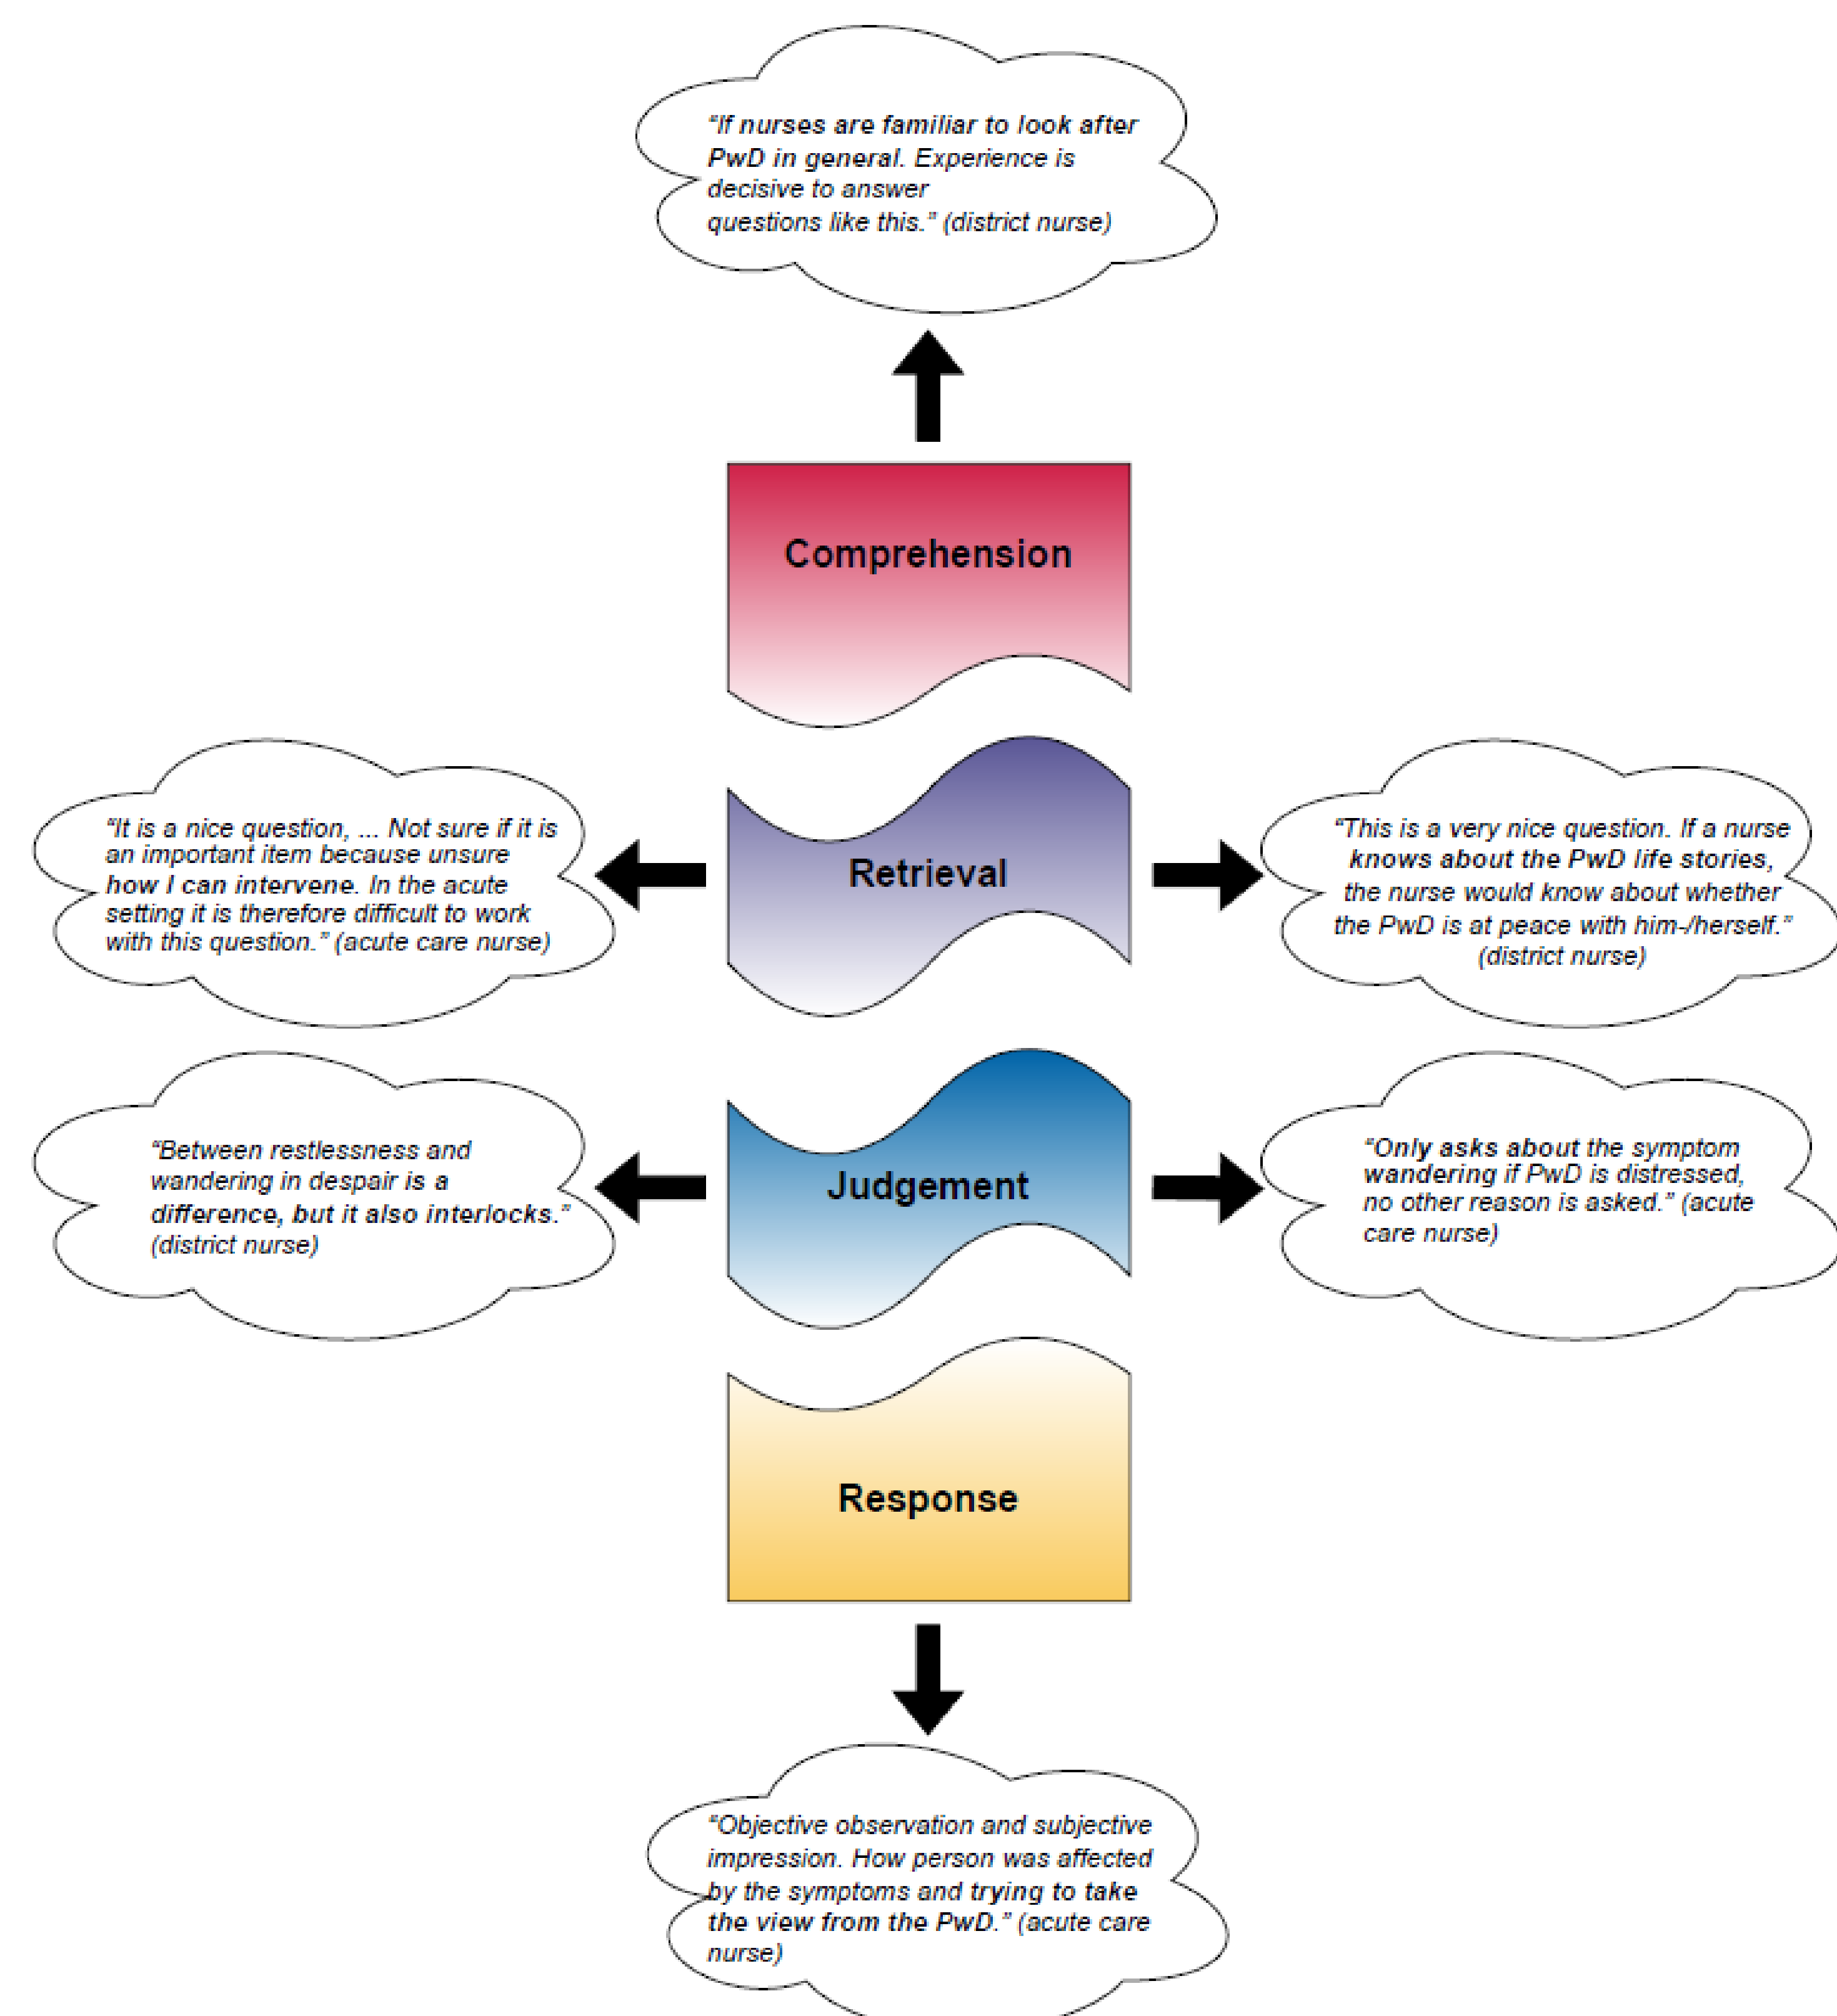 “If nurses are familiar to look after
PwD in general. Experience is
decisive to answer
questions like this.” (district nurse)
Comprehension
“It is a nice question, ... Not sure if it is
an important item because unsure
how I can intervene. In the acute
setting it is therefore difficult to work
with this question.” (acute care nurse)
Retrieval
“This is a very nice question. If a nurse
knows about the PwD life stories,
the nurse would know about whether
the PwD is at peace with him-/herself.”
(district nurse)
“Between restlessness and
wandering in despair is a
difference, but it also interlocks.”
(district nurse)
Judgement
“Only asks about the symptom
wandering if PwD is distressed,
no other reason is asked.” (acute
care nurse)
Response
“Objective observation and subjective
impression. How person was affected
by the symptoms and trying to take
the view from the PwD.” (acute care
nurse)